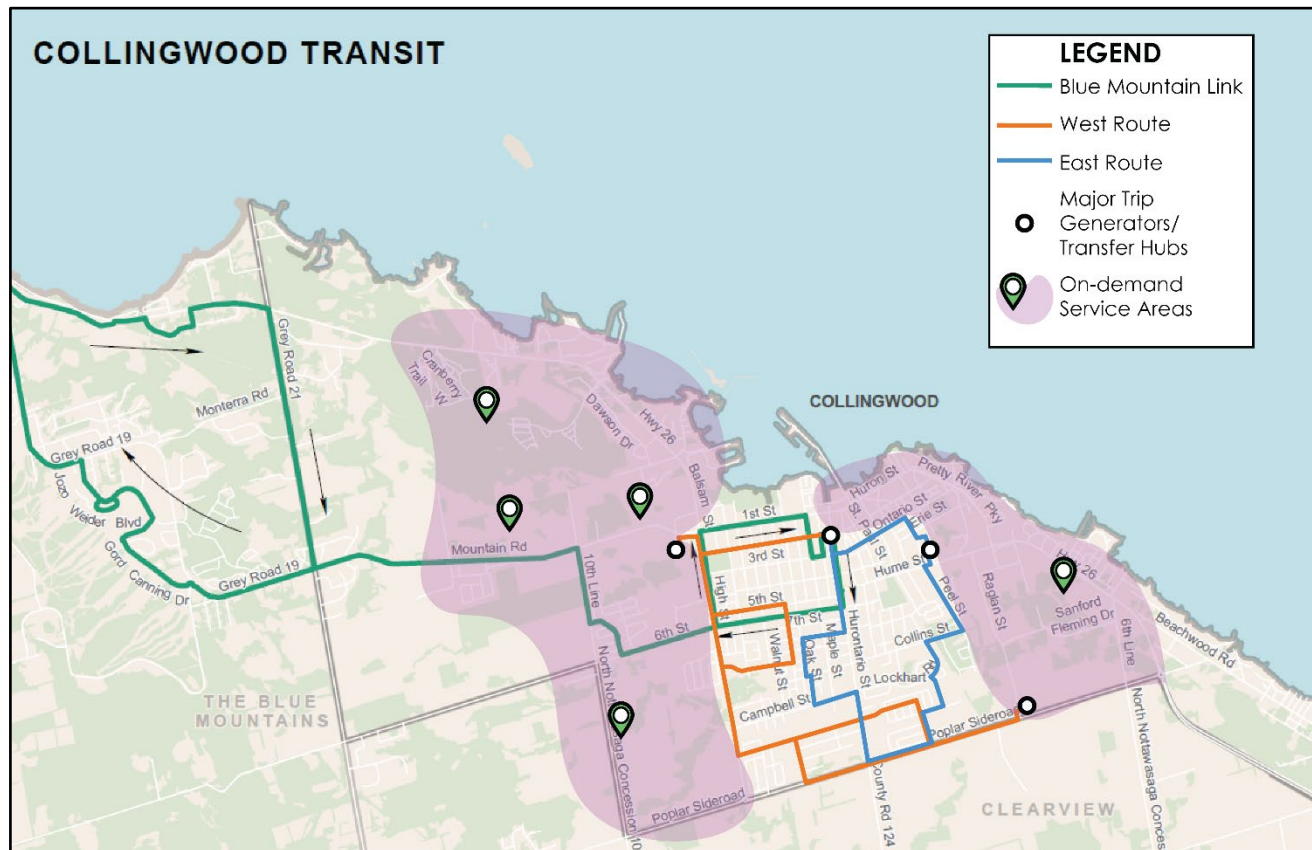 COLLINGWOOD TRANSIT
LEGEND
Blue Mountain Link
West Route
East Route
Major Trip
Generators/
Transfer Hubs
On-demand
Service Areas
Grey Road 21
Monterra Rd
Grey Road 19
Jozo
Weider Blvd
Gord Canning Dr
Grey Road 19
Mountain Rd
Cranberry
Trail W
Dawson Dr
Hwy 26
Balsam St
COLLINGWOOD
Huron St
Pretty River Pky
Ontario St
Erie St
St. Paul St
1st St
3rd St
Hume St
Hwy 26
10th Line
High St
5th St
7th St
6th St
Peel St
Raglan St
Sanford
Fleming Dr
Beachwood Rd
6th Line
Walnut St
Oak St
Maple St
Hurontario St
Collins St
Lockhart Rd
Campbell St
THE BLUE
MOUNTAINS
Poplar Sideroad
Poplar Sideroad
County Rd 124
CLEARVIEW